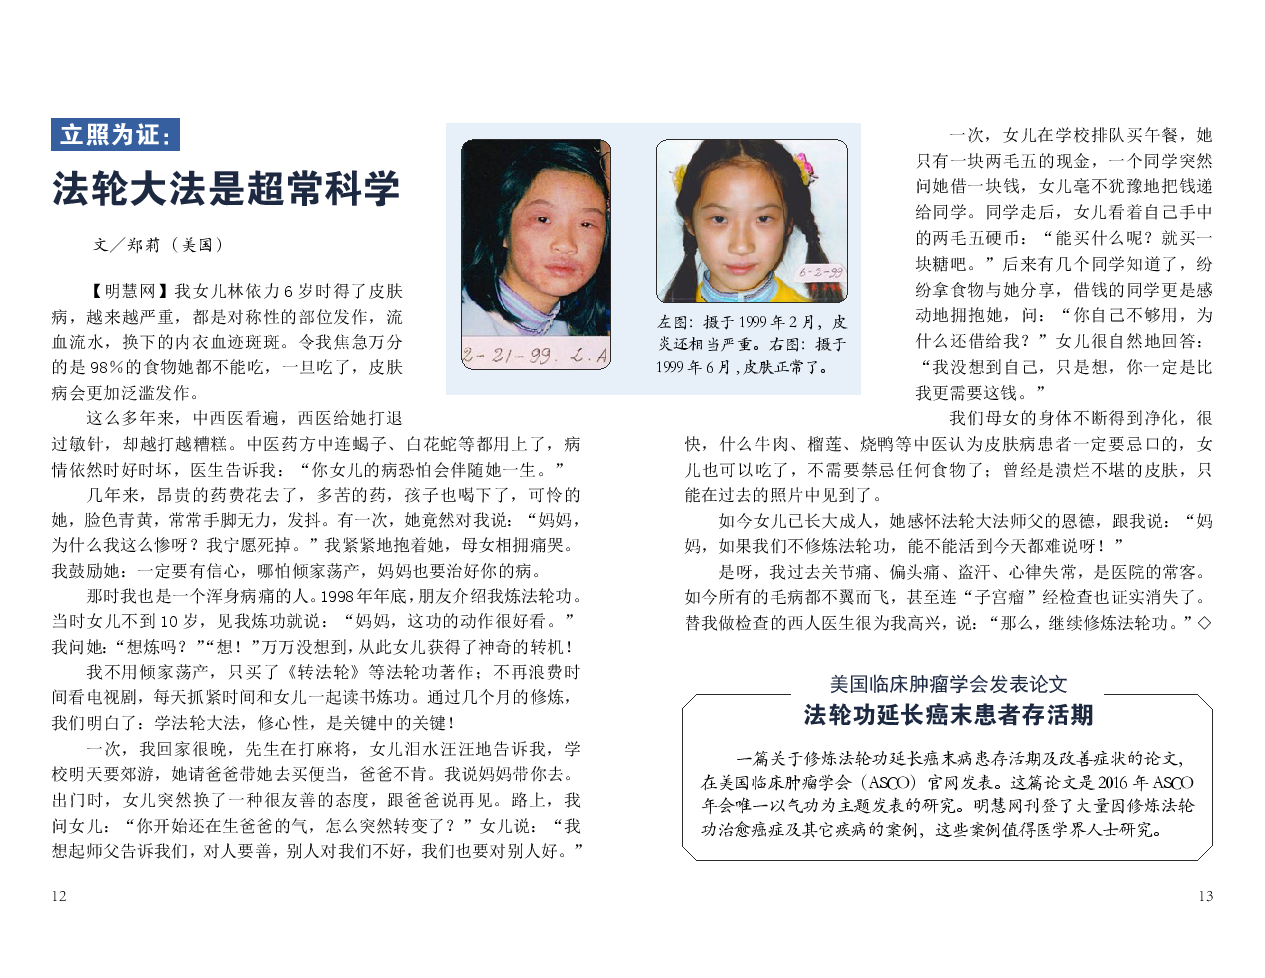 立照为证：
法轮大法是超常科学
文／郑莉（美国）
【明慧网】我女儿林依力 6 岁时得了皮肤
病，越来越严重，都是对称性的部位发作，流
血流水，换下的内衣血迹斑斑。令我焦急万分
的是 98％的食物她都不能吃，一旦吃了，皮肤
病会更加泛滥发作。
这么多年来，中西医看遍，西医给她打退
过敏针，却越打越糟糕。中医药方中连蝎子、白花蛇等都用上了，病
情依然时好时坏，医生告诉我：“你女儿的病恐怕会伴随她一生。”
几年来，昂贵的药费花去了，多苦的药，孩子也喝下了，可怜的
她，脸色青黄，常常手脚无力，发抖。有一次，她竟然对我说：“妈妈，
为什么我这么惨呀？我宁愿死掉。”我紧紧地抱着她，母女相拥痛哭。
我鼓励她：一定要有信心，哪怕倾家荡产，妈妈也要治好你的病。
那时我也是一个浑身病痛的人。1998年年底，朋友介绍我炼法轮功。
当时女儿不到 10 岁，见我炼功就说：“妈妈，这功的动作很好看。”
我问她：“想炼吗？”“想！”万万没想到，从此女儿获得了神奇的转机！
我不用倾家荡产，只买了《转法轮》等法轮功著作；不再浪费时
间看电视剧，每天抓紧时间和女儿一起读书炼功。通过几个月的修炼，
我们明白了：学法轮大法，修心性，是关键中的关键！
一次，我回家很晚，先生在打麻将，女儿泪水汪汪地告诉我，学
校明天要郊游，她请爸爸带她去买便当，爸爸不肯。我说妈妈带你去。
出门时，女儿突然换了一种很友善的态度，跟爸爸说再见。路上，我
问女儿：“你开始还在生爸爸的气，怎么突然转变了？”女儿说：“我
想起师父告诉我们，对人要善，别人对我们不好，我们也要对别人好。”
12
2-21-99. L.A
6-2-99
左图：摄于 1999 年 2 月，皮
炎还相当严重。右图：摄于
1999 年 6 月，皮肤正常了。
一次，女儿在学校排队买午餐，她
只有一块两毛五的现金，一个同学突然
问她借一块钱，女儿毫不犹豫地把钱递
给同学。同学走后，女儿看着自己手中
的两毛五硬币：“能买什么呢？就买一
块糖吧。”后来有几个同学知道了，纷
纷拿食物与她分享，借钱的同学更是感
动地拥抱她，问：“你自己不够用，为
什么还借给我？”女儿很自然地回答：
“我没想到自己，只是想，你一定是比
我更需要这钱。”
我们母女的身体不断得到净化，很
快，什么牛肉、榴莲、烧鸭等中医认为皮肤病患者一定要忌口的，女
儿也可以吃了，不需要禁忌任何食物了；曾经是溃烂不堪的皮肤，只
能在过去的照片中见到了。
如今女儿已长大成人，她感怀法轮大法师父的恩德，跟我说：“妈
妈，如果我们不修炼法轮功，能不能活到今天都难说呀！”
是呀，我过去关节痛、偏头痛、盗汗、心律失常，是医院的常客。
如今所有的毛病都不翼而飞，甚至连“子宫瘤”经检查也证实消失了。
替我做检查的西人医生很为我高兴，说：“那么，继续修炼法轮功。”◇
美国临床肿瘤学会发表论文
法轮功延长癌末患者存活期
一篇关于修炼法轮功延长癌末病患存活期及改善症状的论文，
在美国临床肿瘤学会（ASCO）官网发表。这篇论文是 2016 年 ASCO
年会唯一以气功为主题发表的研究。明慧网刊登了大量因修炼法轮
功治愈癌症及其它疾病的案例，这些案例值得医学界人士研究。
13